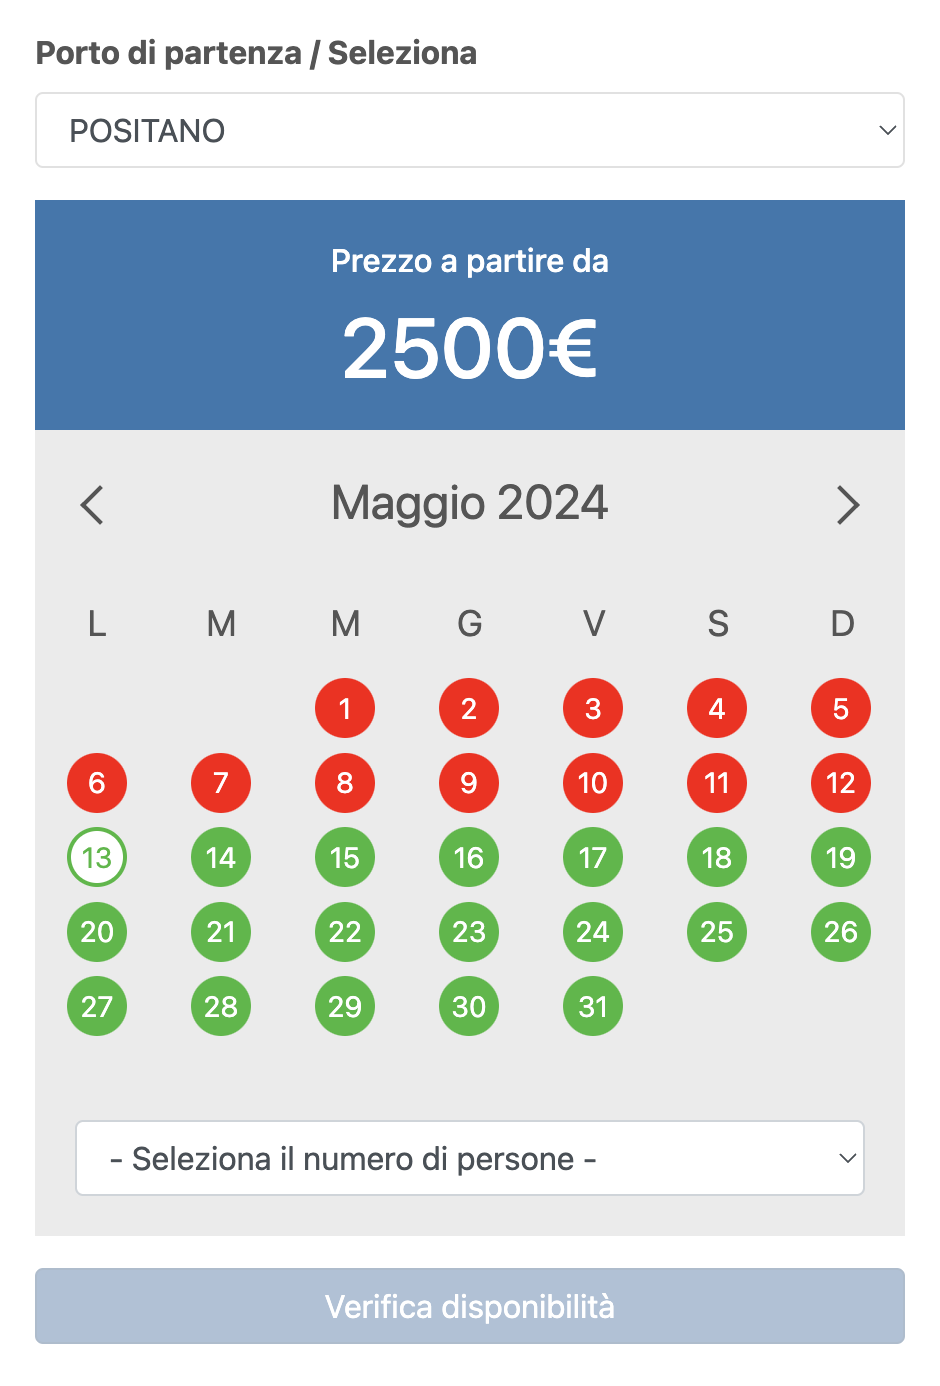 Porto di partenza / Seleziona
POSITANO
Prezzo a partire da
2500€
Maggio 2024
L M M G V S D
1 2 3 4 5
6 7 8 9 10 11 12
13 14 15 16 17 18 19
20 21 22 23 24 25 26
27 28 29 30 31
- Seleziona il numero di persone -
Verifica disponibilità